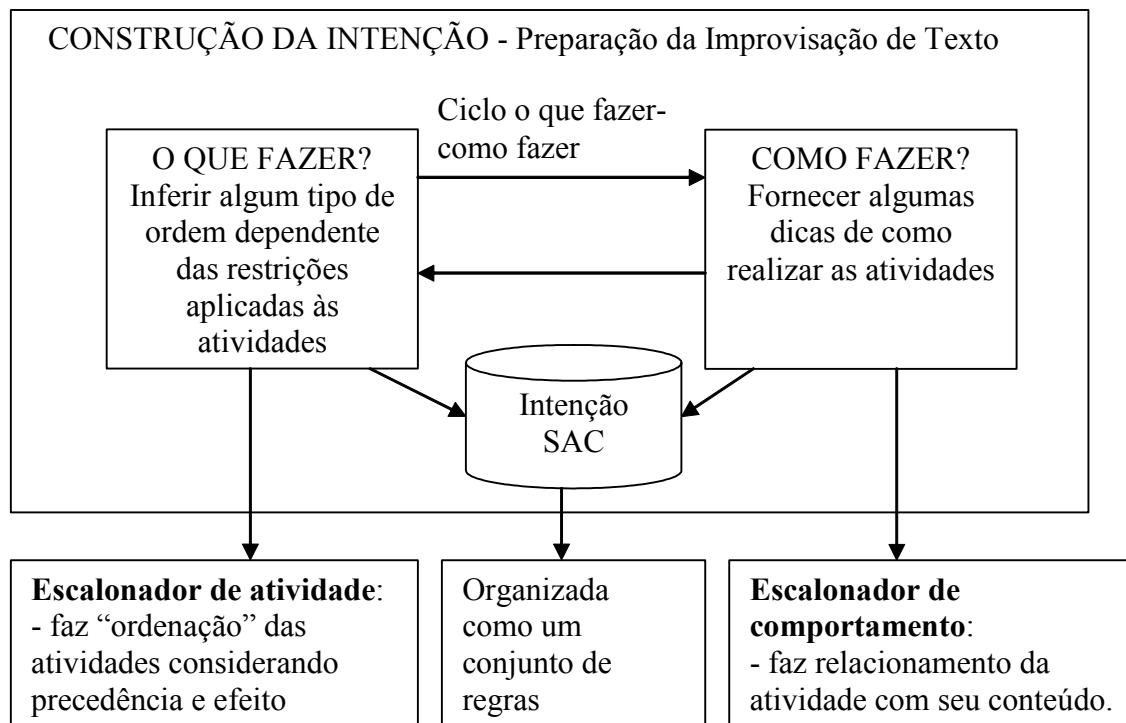 CONSTRUÇÃO DA INTENÇÃO - Preparação da Improvisação de Texto
Ciclo o que fazer-
como fazer
O QUE FAZER?
Inferir algum tipo de
ordem dependente
das restrições
aplicadas às
atividades
COMO FAZER?
Fornecer algumas
dicas de como
realizar as atividades
Intenção
SAC
Escalonador de atividade:
- faz “ordenação” das
atividades considerando
precedência e efeito
Organizada
como um
conjunto de
regras
Escalonador de
comportamento:
- faz relacionamento da
atividade com seu conteúdo.